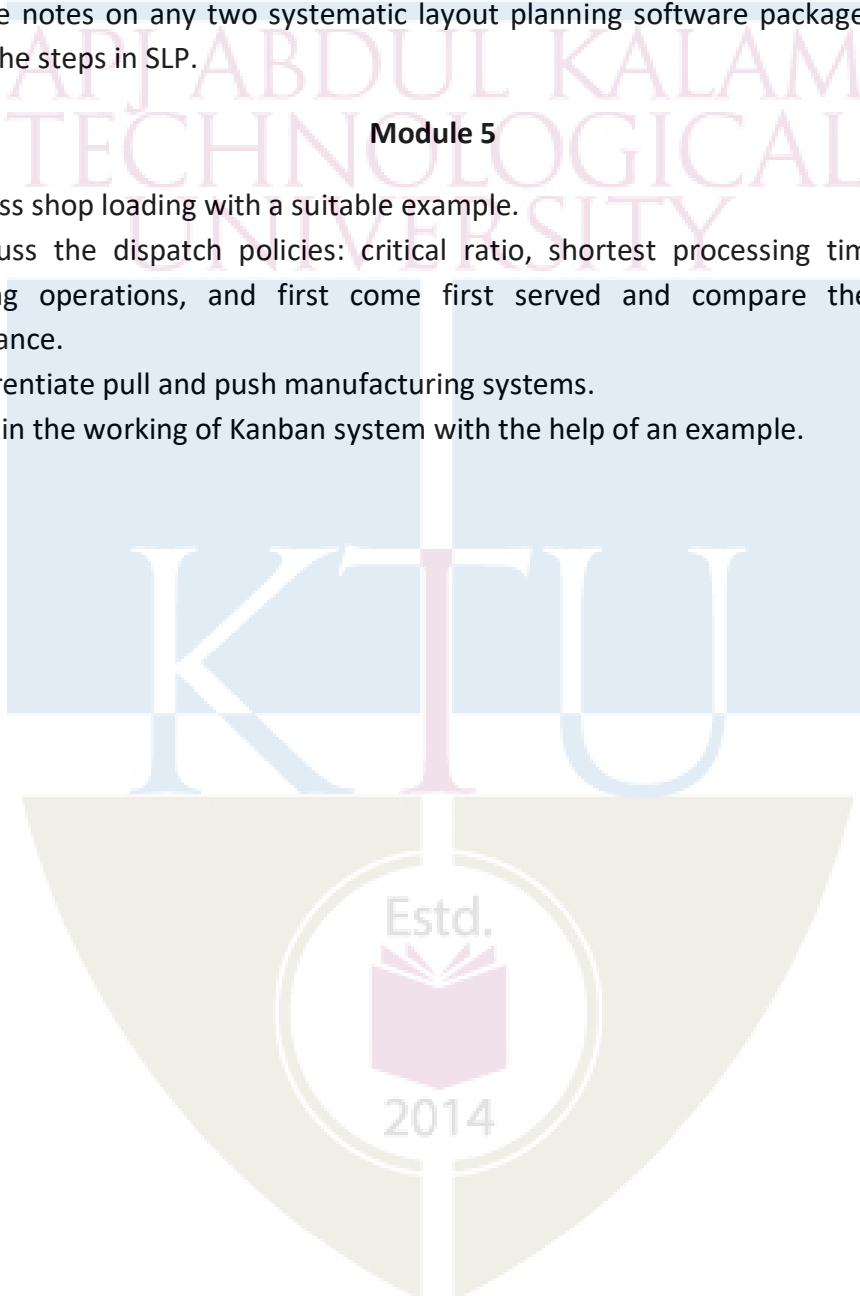 e notes on any two systematic layout planning software package
he steps in SLP.
APJ ABDUL KALAM
TECHNOLOGICAL
Module 5
ss shop loading with a suitable example.
UNIVERSITY
uss the dispatch policies: critical ratio, shortest processing tim
ng operations, and first come first served and compare the
ance.
rentiate pull and push manufacturing systems.
in the working of Kanban system with the help of an example.
KTU
Estd.
2014